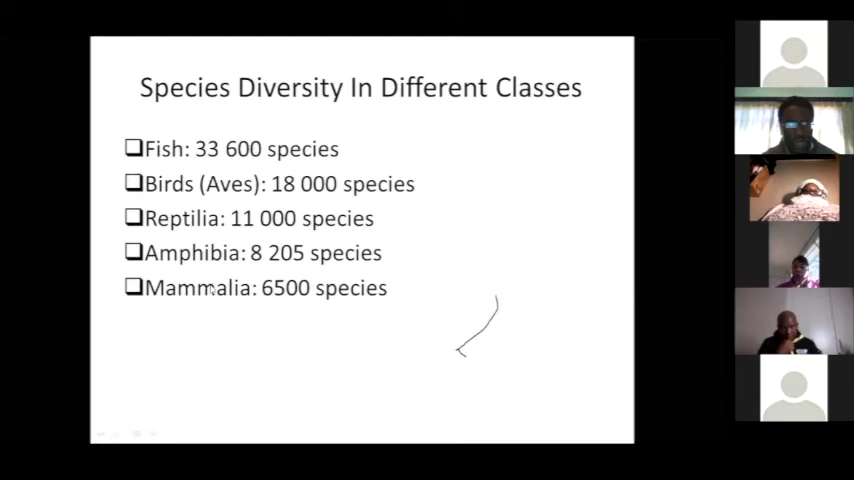 Species Diversity In Different Classes
Fish: 33 600 species
Birds (Aves): 18 000 species
Reptilia: 11 000 species
Amphibia: 8 205 species
Mammalia: 6500 species